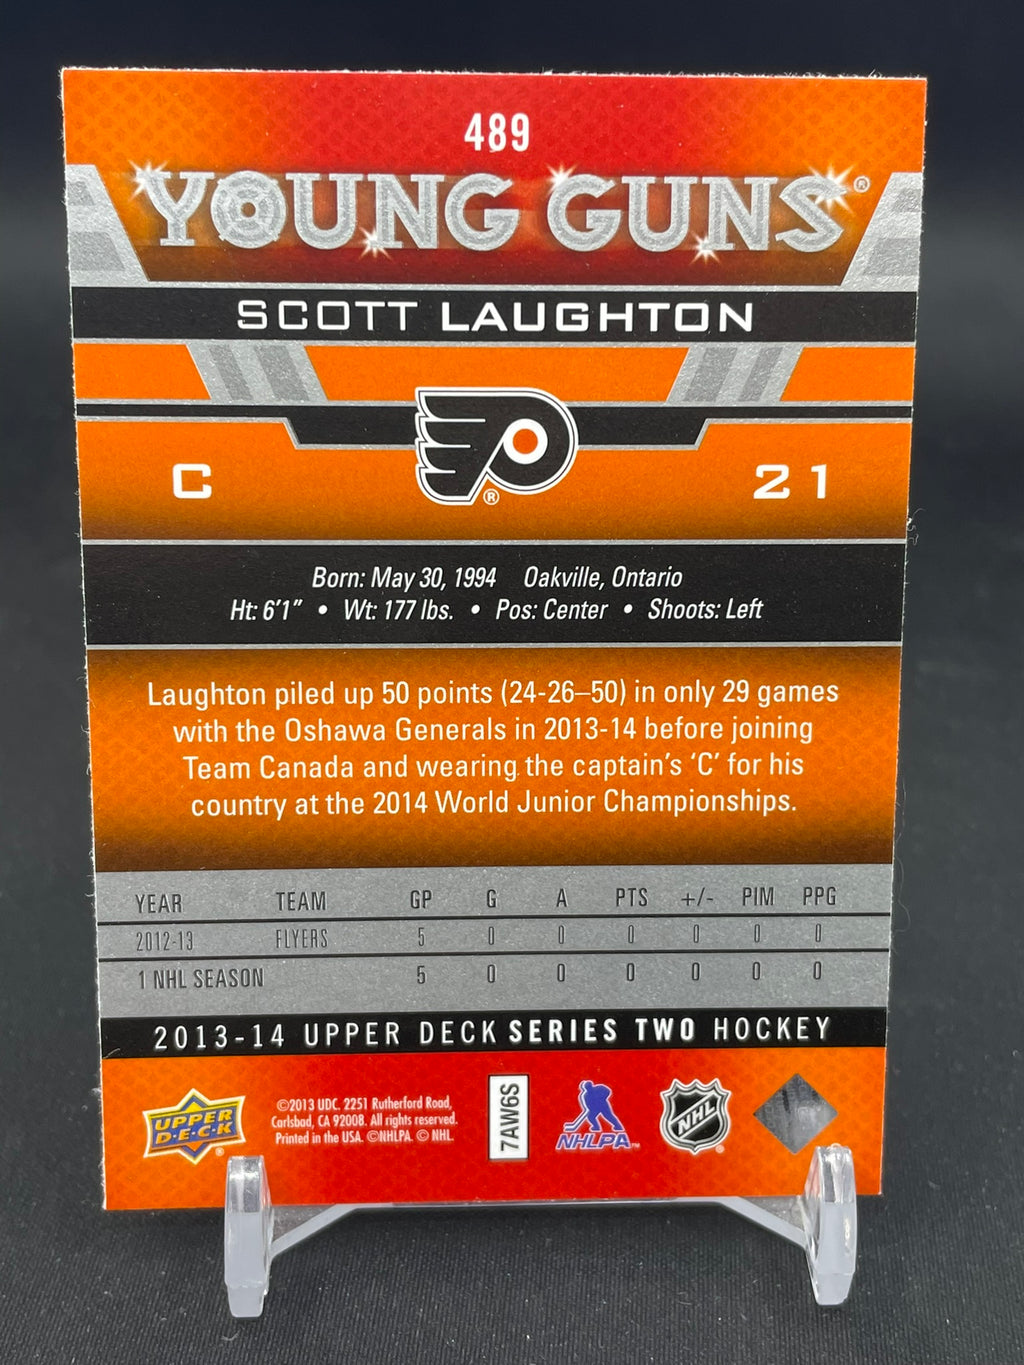 489
YOUNG GUNS®
SCOTT LAUGHTON
®
C 21
Born: May 30, 1994 Oakville, Ontario
Ht: 6'1" • Wt: 177 lbs. • Pos: Center • Shoots: Left
Laughton piled up 50 points (24-26–50) in only 29 games
with the Oshawa Generals in 2013-14 before joining
Team Canada and wearing the captain's 'C' for his
country at the 2014 World Junior Championships.
YEAR TEAM GP G A PTS +/- PIM PPG
2012-13 FLYERS 5 0 0 0 0 0 0
1 NHL SEASON 5 0 0 0 0 0 0
2013-14 UPPER DECK SERIES TWO HOCKEY
UPPER
D·E·C·K
®
©2013 UDC. 2251 Rutherford Road,
Carlsbad, CA 92008. All rights reserved.
Printed in the USA. ©NHLPA. © NHL.
7AW6S
NHLPA™
NHL
®